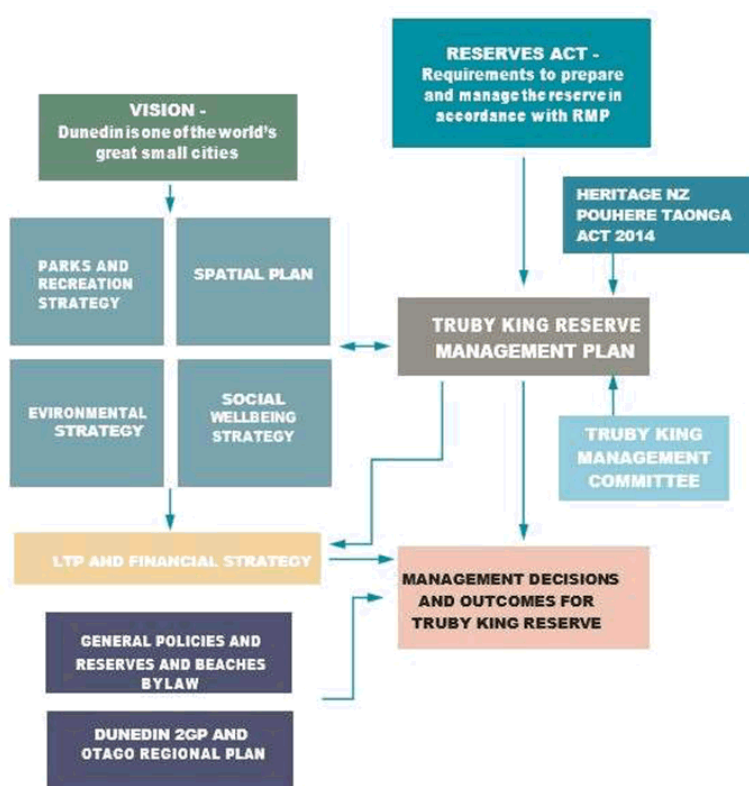 RESERVES ACT -
Requirements to prepare
and manage the reserve in
accordance with RMP
VISION -
Dunedin is one of the world's
great small cities
HERITAGE NZ
POUHERE TAONGA
ACT 2014
PARKS AND
RECREATION
STRATEGY
SPATIAL PLAN
TRUBY KING RESERVE
MANAGEMENT PLAN
EVIRONMENTAL
STRATEGY
SOCIAL
WELLBEING
STRATEGY
TRUBY KING
MANAGEMENT
COMMITTEE
LTP AND FINANCIAL STRATEGY
MANAGEMENT DECISIONS
AND OUTCOMES FOR
TRUBY KING RESERVE
GENERAL POLICIES AND
RESERVES AND BEACHES
BYLAW
DUNEDIN 2GP AND
OTAGO REGIONAL PLAN